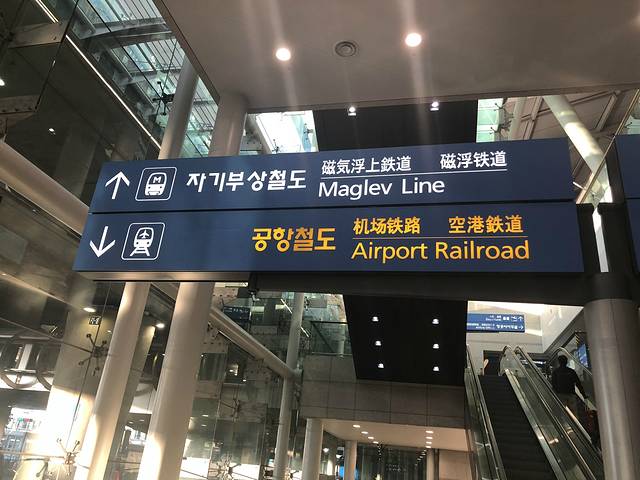 M 자기부상철도 磁気浮上鉄道 磁浮铁道
Maglev Line
공항철도 机场铁路 空港鉄道
Airport Railroad